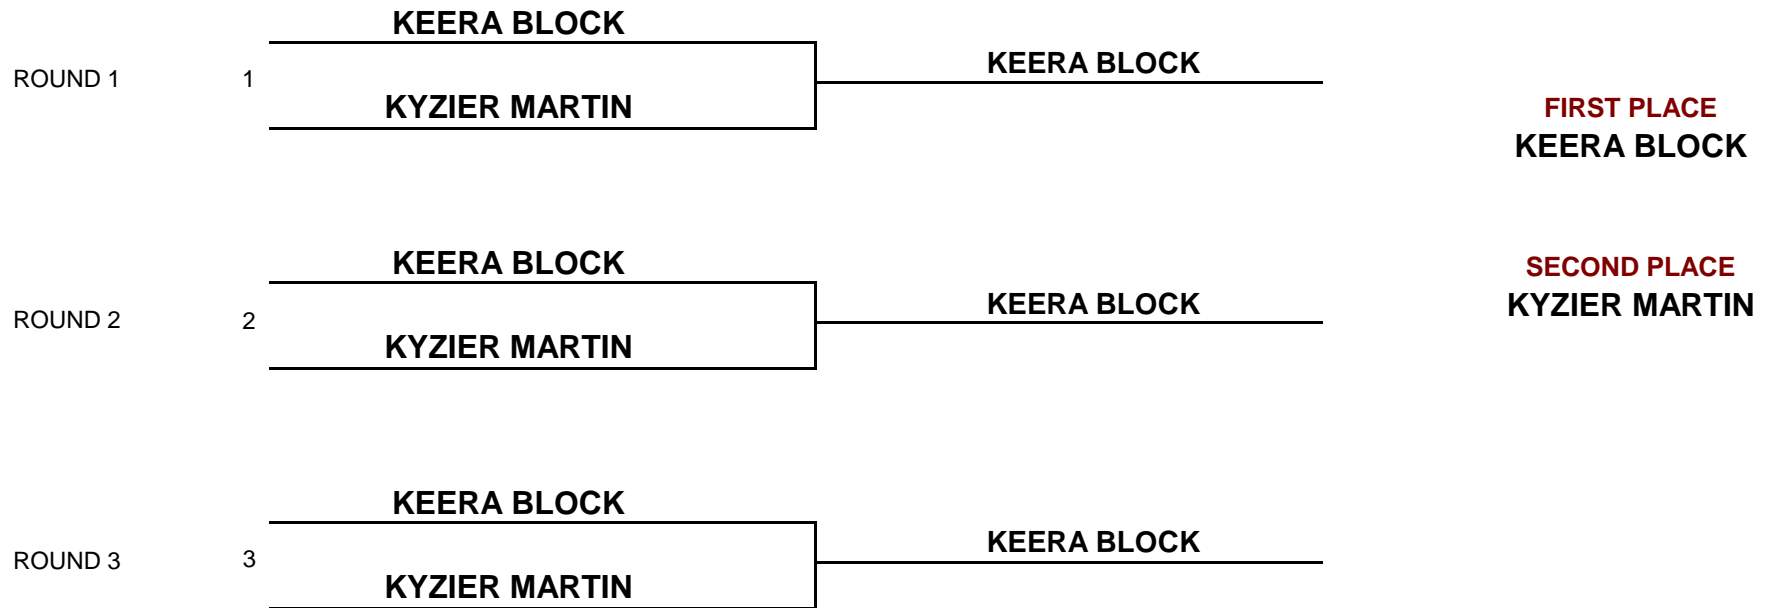 KEERA BLOCK
ROUND 1
1
KEERA BLOCK
KYZIER MARTIN
FIRST PLACE
KEERA BLOCK
KEERA BLOCK
ROUND 2
2
KEERA BLOCK
KYZIER MARTIN
SECOND PLACE
KYZIER MARTIN
KEERA BLOCK
ROUND 3
3
KEERA BLOCK
KYZIER MARTIN